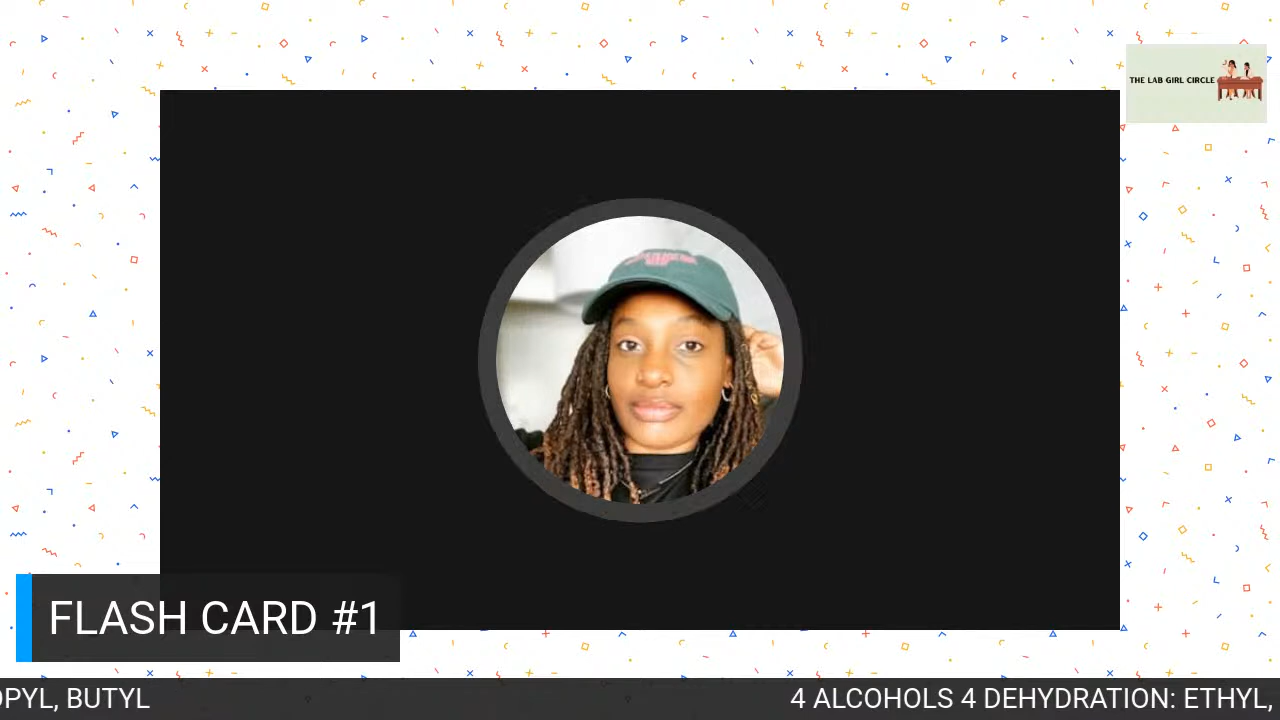 THE LAB GIRL CIRCLE
FLASH CARD #1
OPYL, BUTYL
4 ALCOHOLS 4 DEHYDRATION: ETHYL,